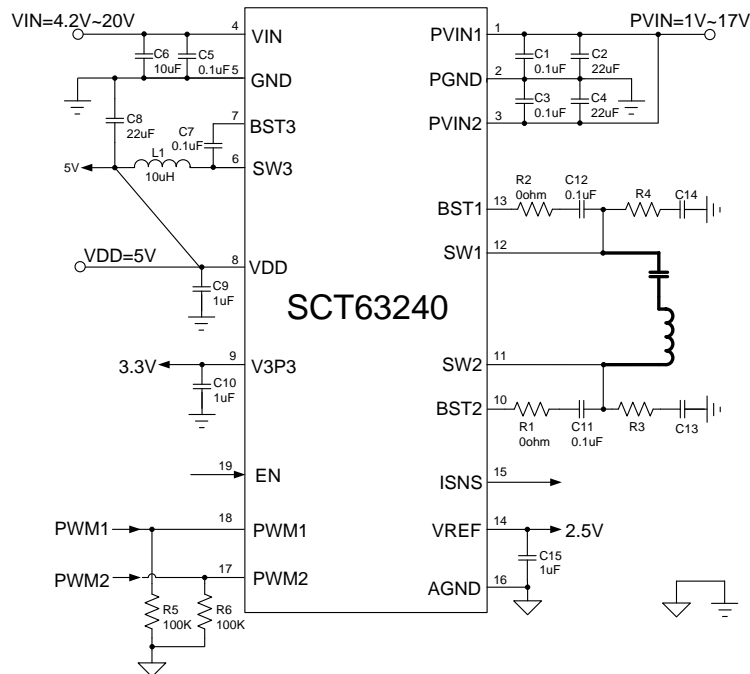 VIN=4.2V~20V
PVIN=1V~17V
4
VIN
C6
10uF
C5
0.1uF
5
GND
C8
22uF
7
BST3
C7
0.1uF
L1
10uH
5V
6
SW3
VDD=5V
8
VDD
C9
1uF
3.3V
9
V3P3
C10
1uF
19
EN
PWM1
18
PWM1
PWM2
17
PWM2
R5
100K
R6
100K
SCT63240
PVIN1
1
C1
0.1uF
C2
22uF
PGND
2
C3
0.1uF
C4
22uF
PVIN2
3
BST1
13
R2
0ohm
C12
0.1uF
R4
C14
SW1
12
SW2
11
BST2
10
R1
0ohm
C11
0.1uF
R3
C13
ISNS
15
VREF
14
2.5V
C15
1uF
AGND
16